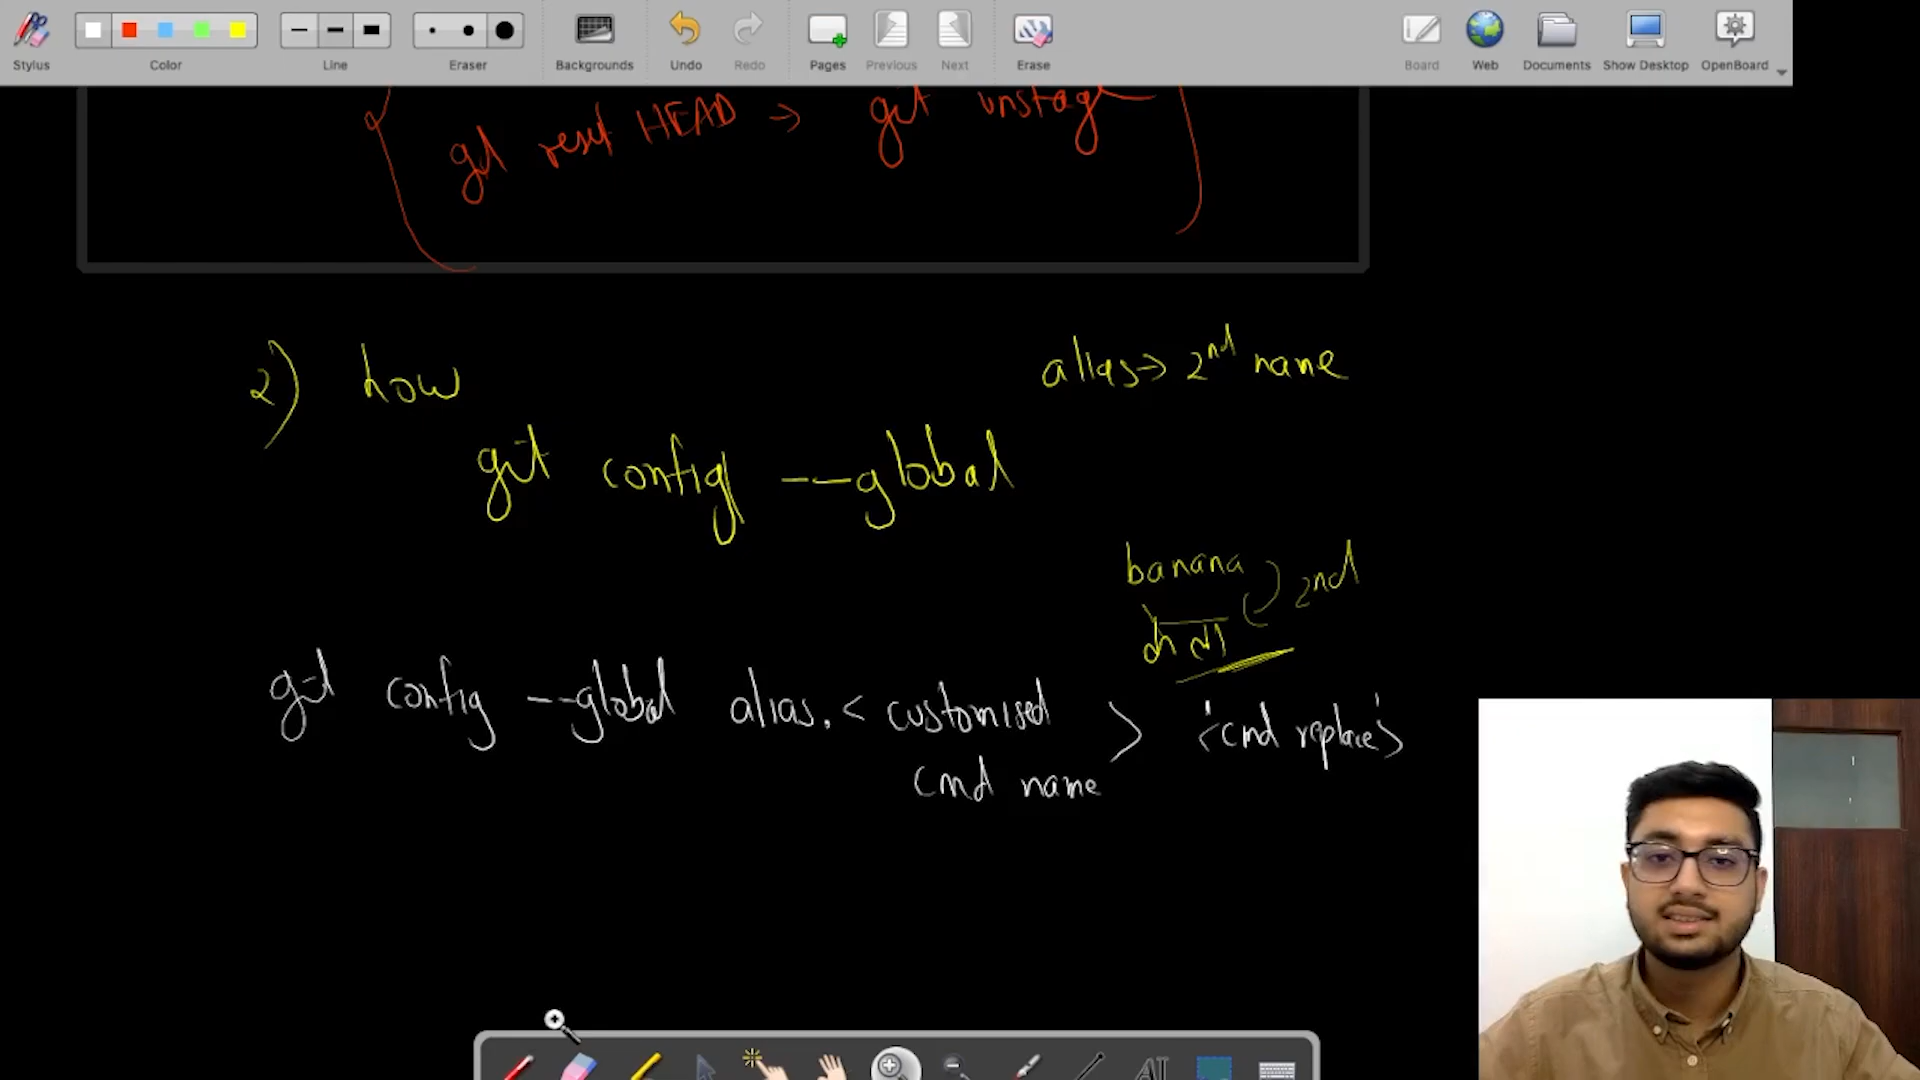 Stylus
Color
Line
Eraser
Backgrounds
Undo
Redo
Pages
Previous
Next
Erase
Board
Web
Documents
Show Desktop
OpenBoard
git reset HEAD → git unstage
2) how
alias → 2nd name
git config --global
banana
2nd
git config --global alias.< customised
cmd name > <'cmd replace'>